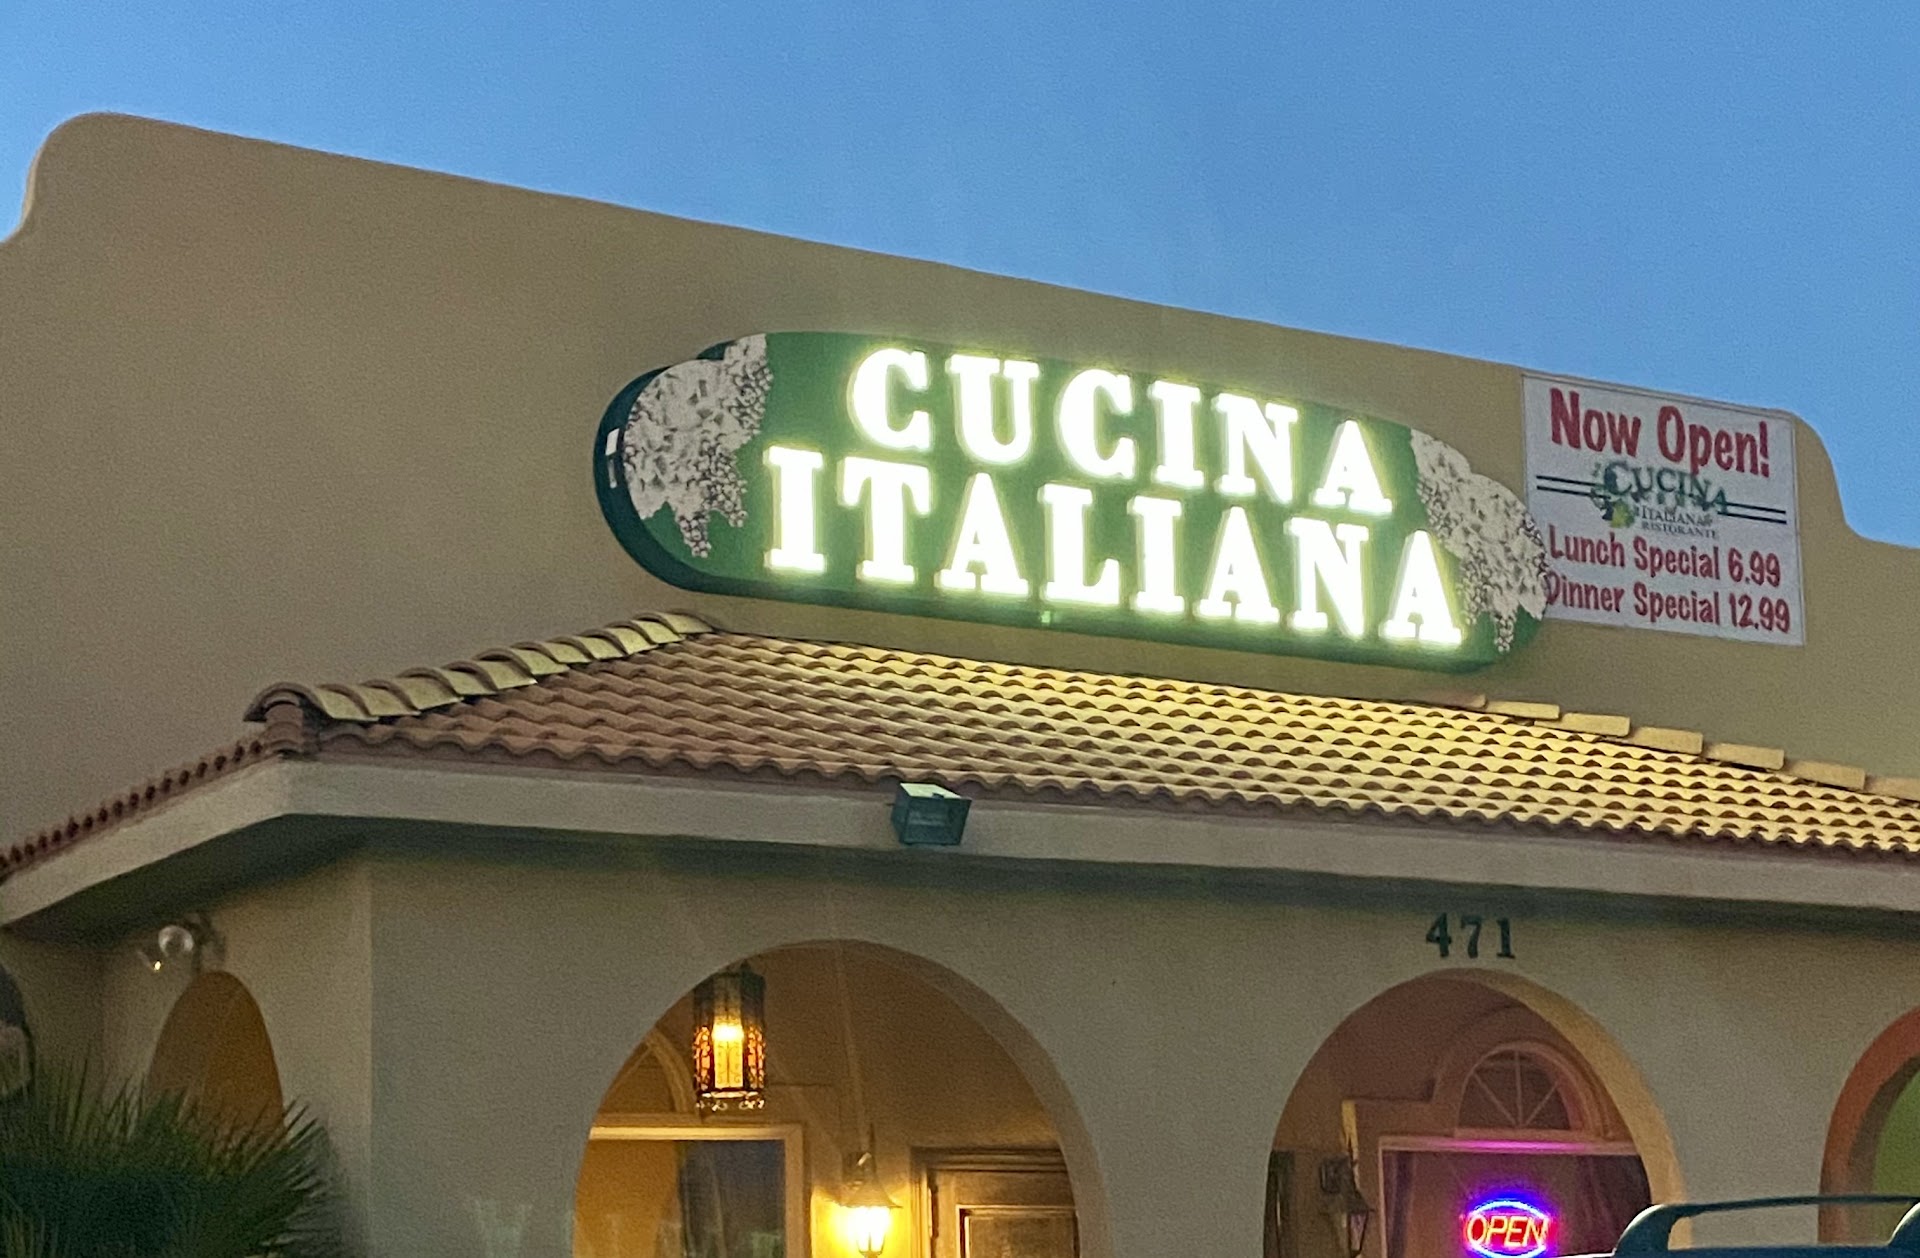 CUCINA
ITALIANA
Now Open!
CUCINA
ITALIANA
RISTORANTE
Lunch Special 6.99
Dinner Special 12.99
471
OPEN